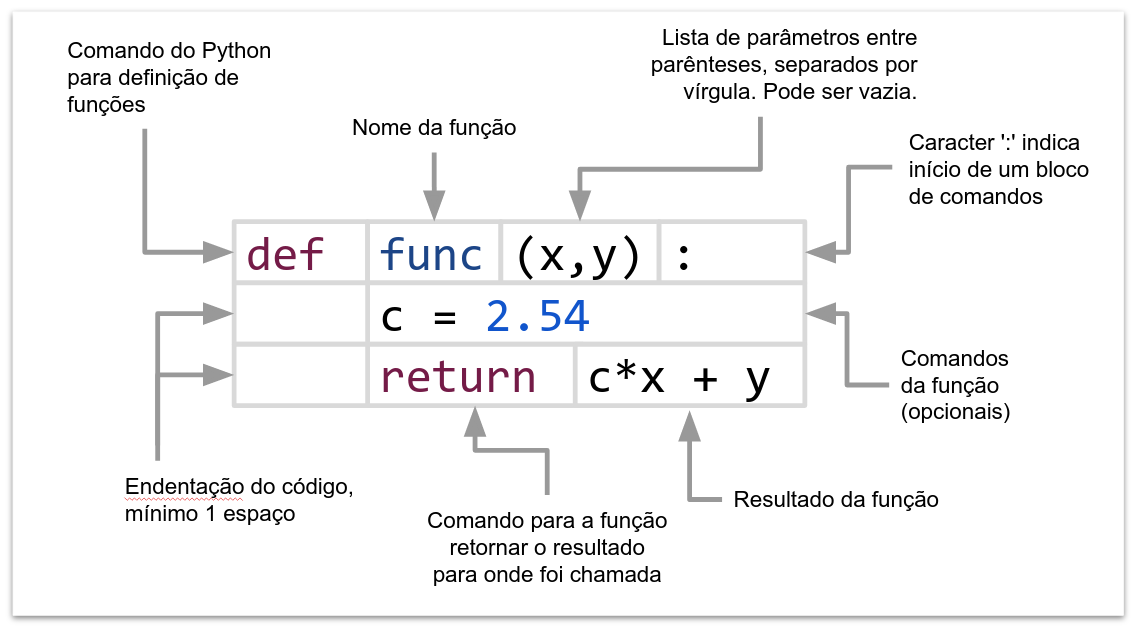 Comando do Python
para definição de
funções
Nome da função
Lista de parâmetros entre
parênteses, separados por
vírgula. Pode ser vazia.
Caracter ':' indica
início de um bloco
de comandos
def func (x,y) :
c = 2.54
return c*x + y
Comandos
da função
(opcionais)
Endentação do código,
mínimo 1 espaço
Comando para a função
retornar o resultado
para onde foi chamada
Resultado da função